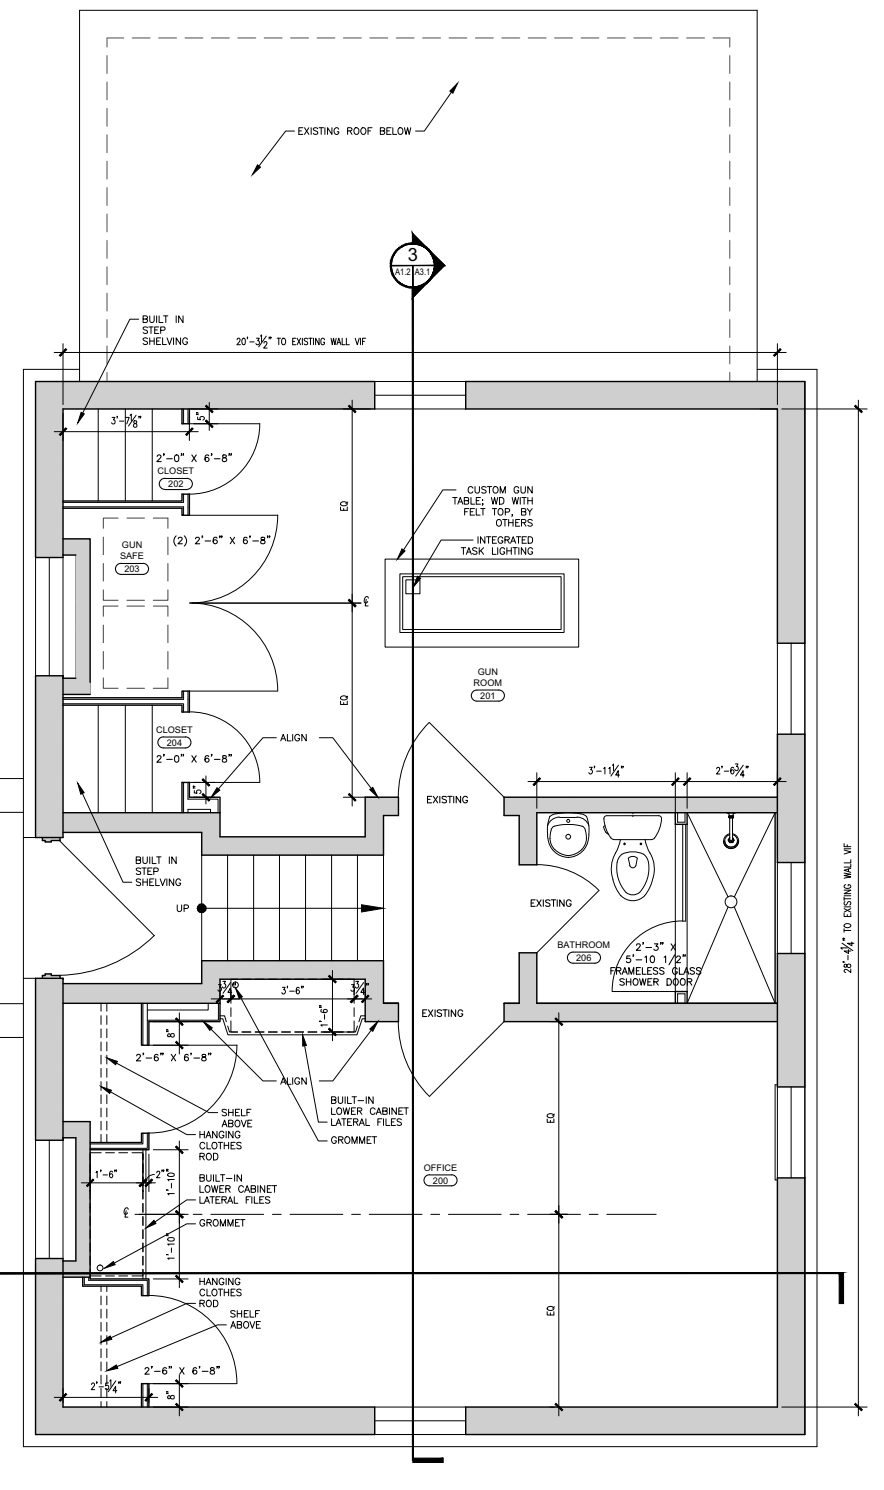 EXISTING ROOF BELOW
3
A1.2 A3.1
BUILT IN
STEP
SHELVING
20'-3½" TO EXISTING WALL VIF
3'-7⅛"
5"
2'-0" X 6'-8"
CLOSET
202
EQ
CUSTOM GUN
TABLE; WD WITH
FELT TOP, BY
OTHERS
INTEGRATED
TASK LIGHTING
GUN
SAFE
203
(2) 2'-6" X 6'-8"
℄
GUN
ROOM
201
EQ
CLOSET
204
2'-0" X 6'-8"
ALIGN
5"
EXISTING
3'-11¼"
2'-6¾"
BUILT IN
STEP
SHELVING
UP
EXISTING
BATHROOM
206
2'-3" X
5'-10 1/2"
FRAMELESS GLASS
SHOWER DOOR
28'-4¼" TO EXISTING WALL VIF
3¾"
3'-6"
3¾"
1'-6"
EXISTING
8"
2'-6" X 6'-8"
ALIGN
BUILT-IN
LOWER CABINET
LATERAL FILES
GROMMET
SHELF
ABOVE
HANGING
CLOTHES
ROD
EQ
OFFICE
200
1'-6"
2"
1'-10"
BUILT-IN
LOWER CABINET
LATERAL FILES
℄
GROMMET
1'-10"
HANGING
CLOTHES
ROD
SHELF
ABOVE
EQ
2'-6" X 6'-8"
2'-5¼"
8"